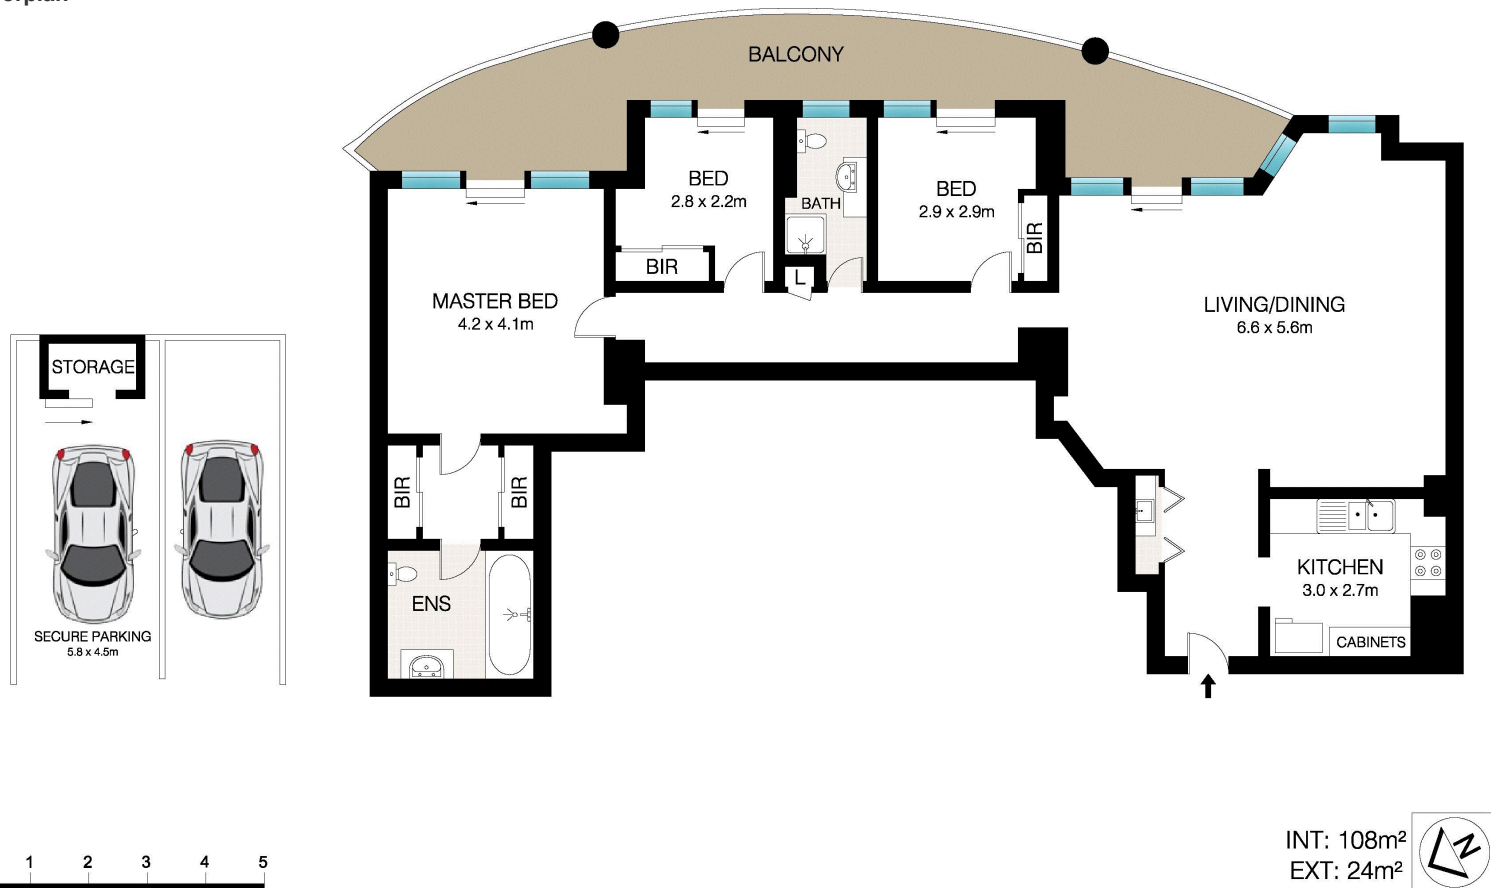 BALCONY
BED
2.8 x 2.2m
BATH
BED
2.9 x 2.9m
BIR
BIR
L
MASTER BED
4.2 x 4.1m
LIVING/DINING
6.6 x 5.6m
STORAGE
BIR
BIR
KITCHEN
3.0 x 2.7m
ENS
CABINETS
SECURE PARKING
5.8 x 4.5m
1 2 3 4 5
INT: 108m²
EXT: 24m²
N